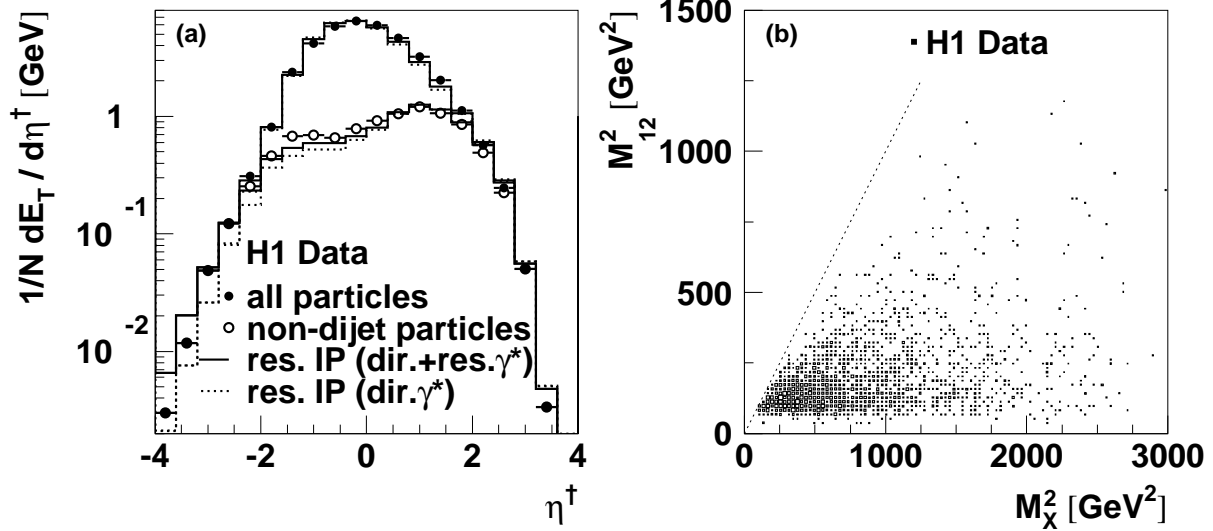 (a)
1/N dE_T / dη^† [GeV]
1
10^-1
10^-2
H1 Data
all particles
non-dijet particles
res. IP (dir.+res.γ*)
res. IP (dir.γ*)
-4 -2 0 2 4
η^†
(b)
M^2_12 [GeV^2]
1500
1000
500
0
H1 Data
0 1000 2000 3000
M_X^2 [GeV^2]